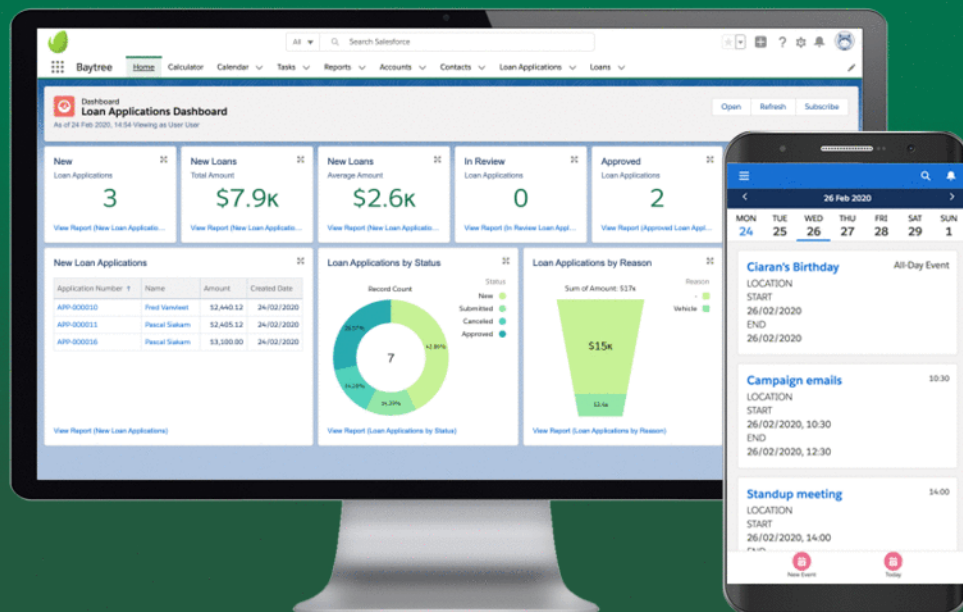 All
Search Salesforce
Baytree
Home
Calculator
Calendar
Tasks
Reports
Accounts
Contacts
Loan Applications
Loans
Dashboard
Loan Applications Dashboard
As of 24 Feb 2020, 14:54 Viewing as User User
Open
Refresh
Subscribe
New
Loan Applications
3
View Report (New Loan Applicatio...
New Loans
Total Amount
$7.9K
View Report (New Loan Applicatio...
New Loans
Average Amount
$2.6K
View Report (New Loan Applicatio...
In Review
Loan Applications
0
View Report (In Review Loan Appl...
Approved
Loan Applications
2
View Report (Approved Loan Appl...
New Loan Applications
Application Number ↑ Name Amount Created Date
APP-000010 Fred Vanvleet $2,440.12 24/02/2020
APP-000011 Pascal Siakam $2,405.12 24/02/2020
APP-000016 Pascal Siakam $3,100.00 24/02/2020
View Report (New Loan Applications)
Loan Applications by Status
Record Count
Status
New
Submitted
Canceled
Approved
42.86%
14.29%
14.29%
28.57%
7
View Report (Loan Applications by Status)
Loan Applications by Reason
Sum of Amount: $17k
Reason
-
Vehicle
$15K
View Report (Loan Applications by Reason)
26 Feb 2020
MON TUE WED THU FRI SAT SUN
24 25 26 27 28 29 1
Ciaran's Birthday
All-Day Event
LOCATION
START
26/02/2020
END
26/02/2020
Campaign emails
10:30
LOCATION
START
26/02/2020, 10:30
END
26/02/2020, 12:30
Standup meeting
14:00
LOCATION
START
26/02/2020, 14:00
END
New Event
Today